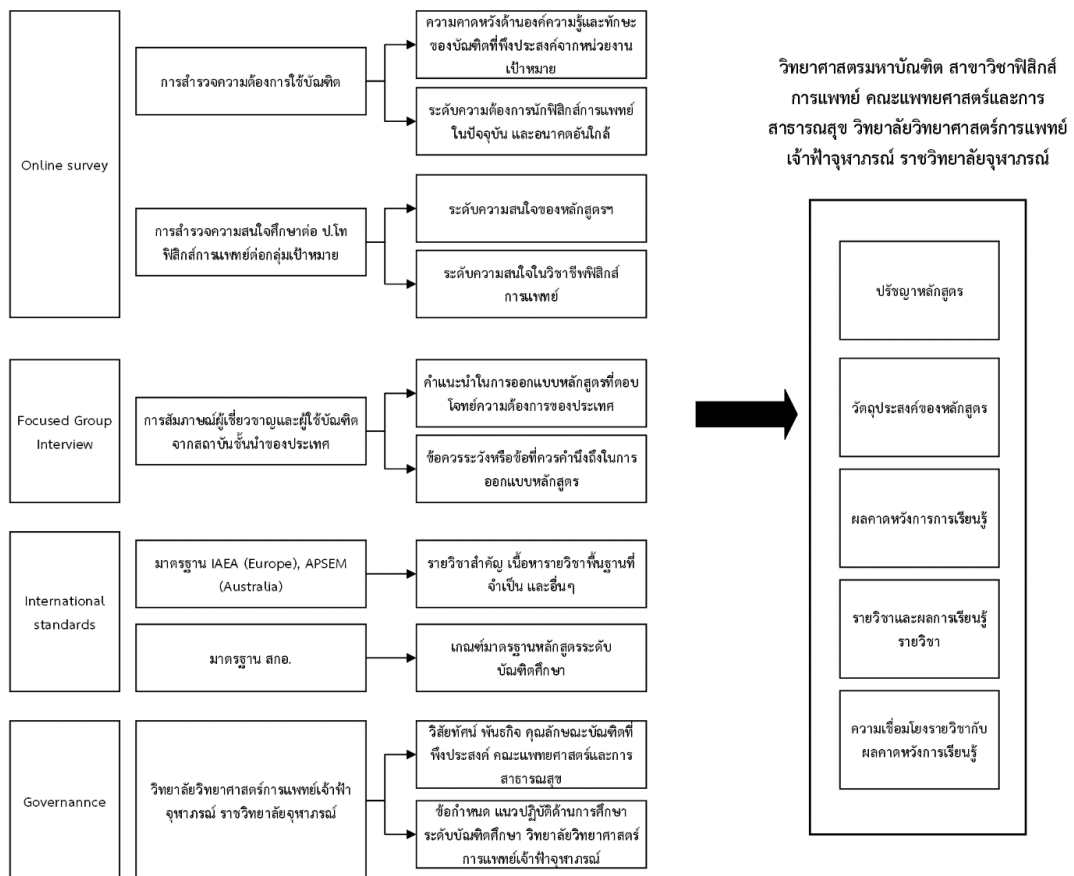 Online survey
การสำรวจความต้องการใช้บัณฑิต
ความคาดหวังด้านองค์ความรู้และทักษะ
ของบัณฑิตที่พึงประสงค์จากหน่วยงาน
เป้าหมาย
ระดับความต้องการนักฟิสิกส์การแพทย์
ในปัจจุบัน และอนาคตอันใกล้
การสำรวจความสนใจศึกษาต่อ ป.โท
ฟิสิกส์การแพทย์ต่อกลุ่มเป้าหมาย
ระดับความสนใจของหลักสูตรฯ
ระดับความสนใจในวิชาชีพฟิสิกส์
การแพทย์
Focused Group
Interview
การสัมภาษณ์ผู้เชี่ยวชาญและผู้ใช้บัณฑิต
จากสถาบันชั้นนำของประเทศ
คำแนะนำในการออกแบบหลักสูตรที่ตอบ
โจทย์ความต้องการของประเทศ
ข้อควรระวังหรือข้อที่ควรคำนึงถึงในการ
ออกแบบหลักสูตร
International
standards
มาตรฐาน IAEA (Europe), APSEM
(Australia)
รายวิชาสำคัญ เนื้อหารายวิชาพื้นฐานที่
จำเป็น และอื่นๆ
มาตรฐาน สกอ.
เกณฑ์มาตรฐานหลักสูตรระดับ
บัณฑิตศึกษา
Governannce
วิทยาลัยวิทยาศาสตร์การแพทย์เจ้าฟ้า
จุฬาภรณ์ ราชวิทยาลัยจุฬาภรณ์
วิสัยทัศน์ พันธกิจ คุณลักษณะบัณฑิตที่
พึงประสงค์ คณะแพทยศาสตร์และการ
สาธารณสุข
ข้อกำหนด แนวปฏิบัติด้านการศึกษา
ระดับบัณฑิตศึกษา วิทยาลัยวิทยาศาสตร์
การแพทย์เจ้าฟ้าจุฬาภรณ์
วิทยาศาสตรมหาบัณฑิต สาขาวิชาฟิสิกส์
การแพทย์ คณะแพทยศาสตร์และการ
สาธารณสุข วิทยาลัยวิทยาศาสตร์การแพทย์
เจ้าฟ้าจุฬาภรณ์ ราชวิทยาลัยจุฬาภรณ์
ปรัชญาหลักสูตร
วัตถุประสงค์ของหลักสูตร
ผลคาดหวังการการเรียนรู้
รายวิชาและผลการเรียนรู้
รายวิชา
ความเชื่อมโยงรายวิชากับ
ผลคาดหวังการเรียนรู้